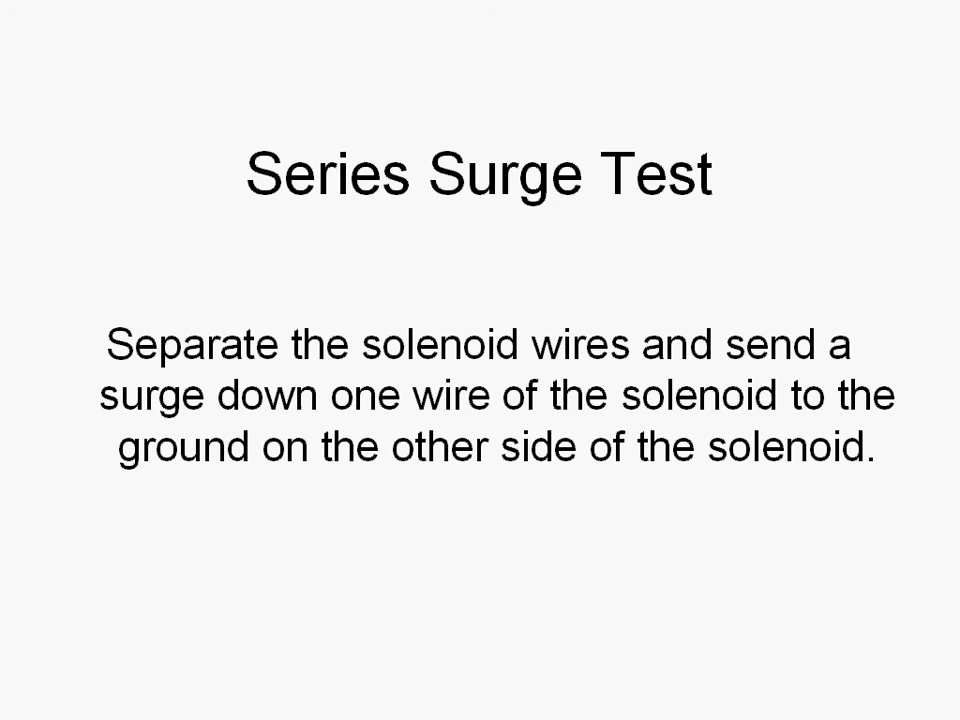 Series Surge Test
Separate the solenoid wires and send a
surge down one wire of the solenoid to the
ground on the other side of the solenoid.